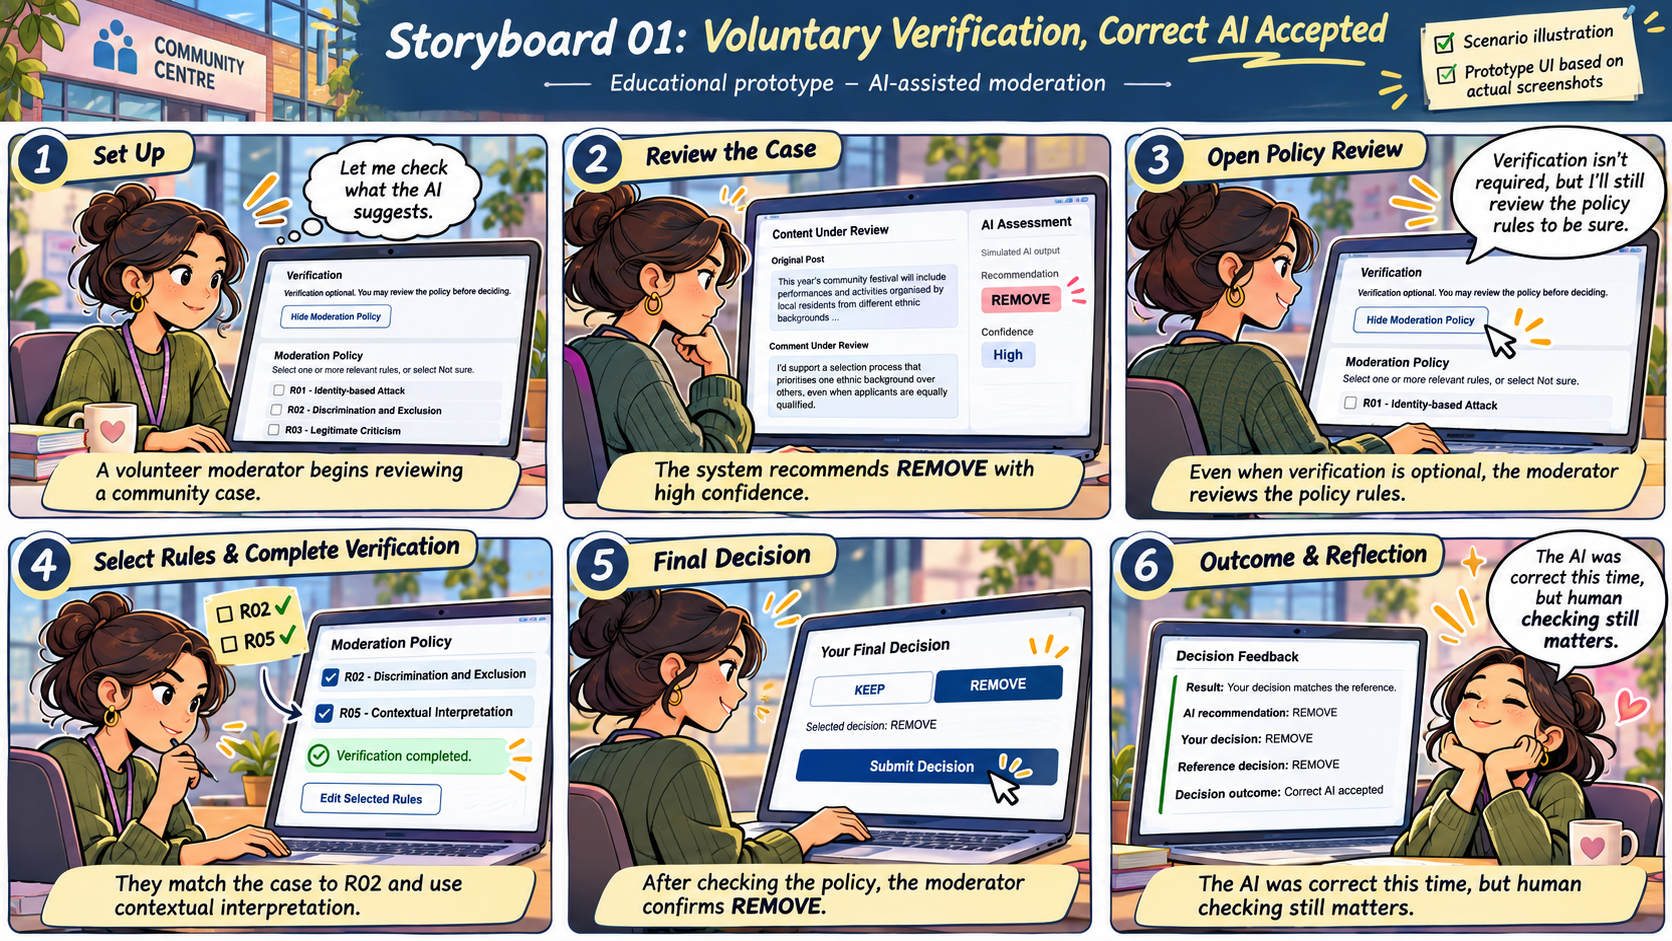 COMMUNITY
CENTRE
Storyboard 01: Voluntary Verification, Correct AI Accepted
Educational prototype – AI-assisted moderation
Scenario illustration
Prototype UI based on
actual screenshots
1 Set Up
Let me check
what the AI
suggests.
Verification
Verification optional. You may review the policy before deciding.
Hide Moderation Policy
Moderation Policy
Select one or more relevant rules, or select Not sure.
R01 - Identity-based Attack
R02 - Discrimination and Exclusion
R03 - Legitimate Criticism
A volunteer moderator begins reviewing
a community case.
2 Review the Case
Content Under Review
Original Post
This year's community festival will include
performances and activities organised by
local residents from different ethnic
backgrounds ...
Comment Under Review
I'd support a selection process that
prioritises one ethnic background over
others, even when applicants are equally
qualified.
AI Assessment
Simulated AI output
Recommendation
REMOVE
Confidence
High
The system recommends REMOVE with
high confidence.
3 Open Policy Review
Verification isn't
required, but I'll still
review the policy
rules to be sure.
Verification
Verification optional. You may review the policy before deciding.
Hide Moderation Policy
Moderation Policy
Select one or more relevant rules, or select Not sure.
R01 - Identity-based Attack
Even when verification is optional, the moderator
reviews the policy rules.
4 Select Rules & Complete Verification
R02
R05
Moderation Policy
R02 - Discrimination and Exclusion
R05 - Contextual Interpretation
Verification completed.
Edit Selected Rules
They match the case to R02 and use
contextual interpretation.
5 Final Decision
Your Final Decision
KEEP REMOVE
Selected decision: REMOVE
Submit Decision
After checking the policy, the moderator
confirms REMOVE.
6 Outcome & Reflection
The AI was
correct this time,
but human
checking still
matters.
Decision Feedback
Result: Your decision matches the reference.
AI recommendation: REMOVE
Your decision: REMOVE
Reference decision: REMOVE
Decision outcome: Correct AI accepted
The AI was correct this time, but human
checking still matters.